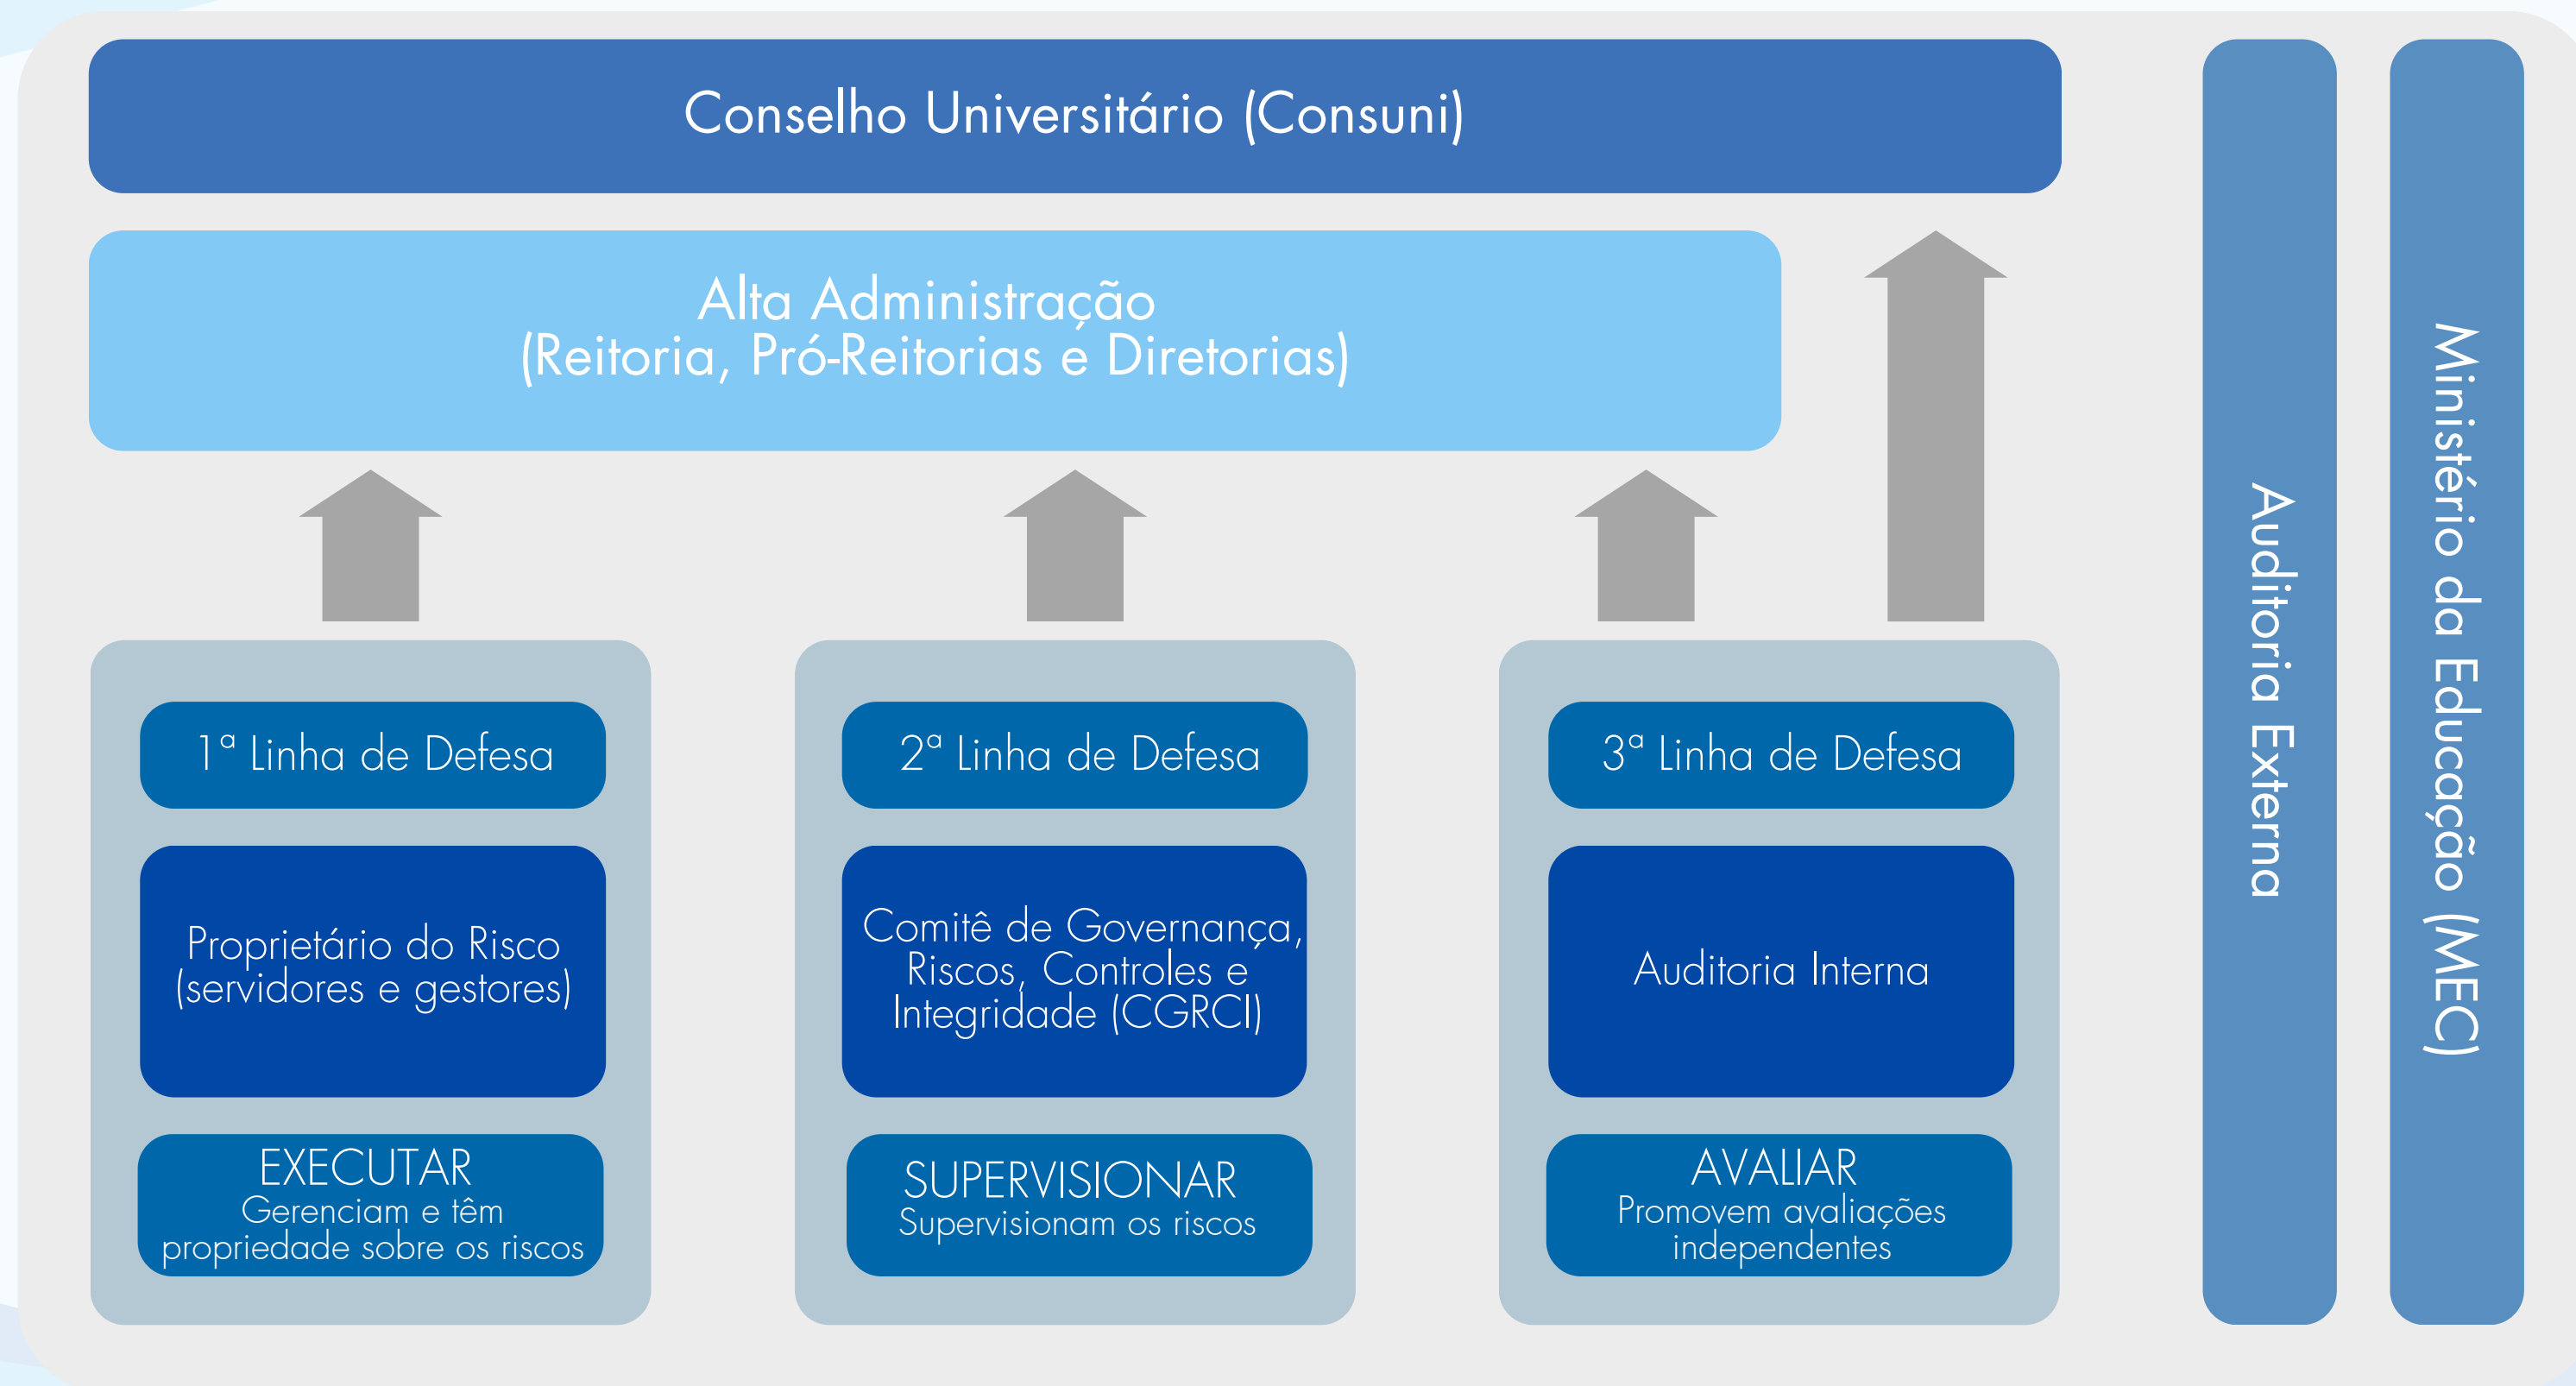 Conselho Universitário (Consuni)
Alta Administração
(Reitoria, Pró-Reitorias e Diretorias)
1ª Linha de Defesa
Proprietário do Risco
(servidores e gestores)
EXECUTAR
Gerenciam e têm
propriedade sobre os riscos
2ª Linha de Defesa
Comitê de Governança,
Riscos, Controles e
Integridade (CGRCI)
SUPERVISIONAR
Supervisionam os riscos
3ª Linha de Defesa
Auditoria Interna
AVALIAR
Promovem avaliações
independentes
Auditoria Externa
Ministério da Educação (MEC)